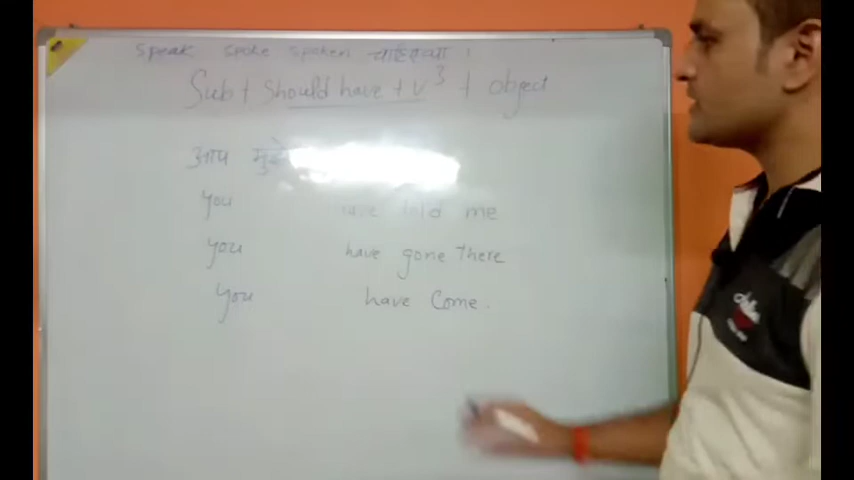 speak spoke spoken चाहिए था ।
Sub + should have + v3 + object
आप मुझे
you have told me
you have gone there
you have come.